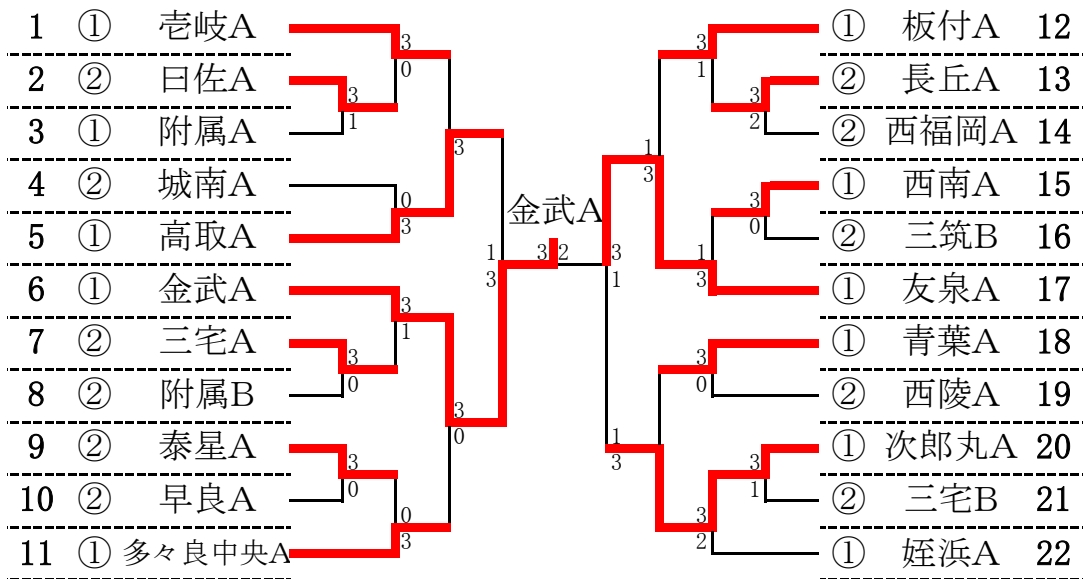 1 ① 壱岐A
2 ② 曰佐A
3 ① 附属A
4 ② 城南A
5 ① 高取A
6 ① 金武A
7 ② 三宅A
8 ② 附属B
9 ② 泰星A
10 ② 早良A
11 ① 多々良中央A
3
0
3
1
3
0
3
1
3
3
1
3
0
3
0
3
0
0
3
金武A
3 2
① 板付A 12
② 長丘A 13
② 西福岡A 14
① 西南A 15
② 三筑B 16
① 友泉A 17
① 青葉A 18
② 西陵A 19
① 次郎丸A 20
② 三宅B 21
① 姪浜A 22
3
1
3
2
1
3
3
0
1
3
3
1
3
0
1
3
3
1
3
2